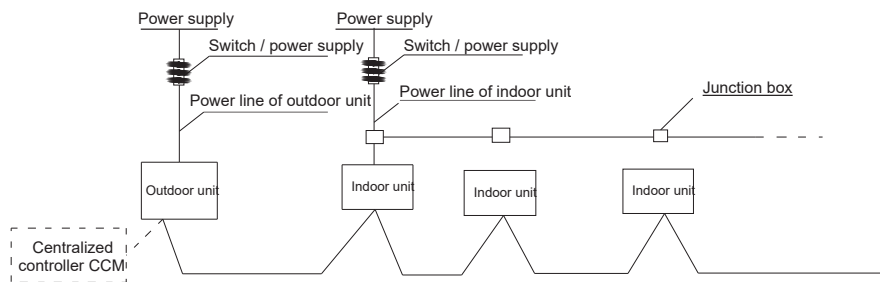 Power supply
Power supply
Switch / power supply
Switch / power supply
Power line of outdoor unit
Power line of indoor unit
Junction box
Outdoor unit
Indoor unit
Indoor unit
Indoor unit
Centralized
controller CCM